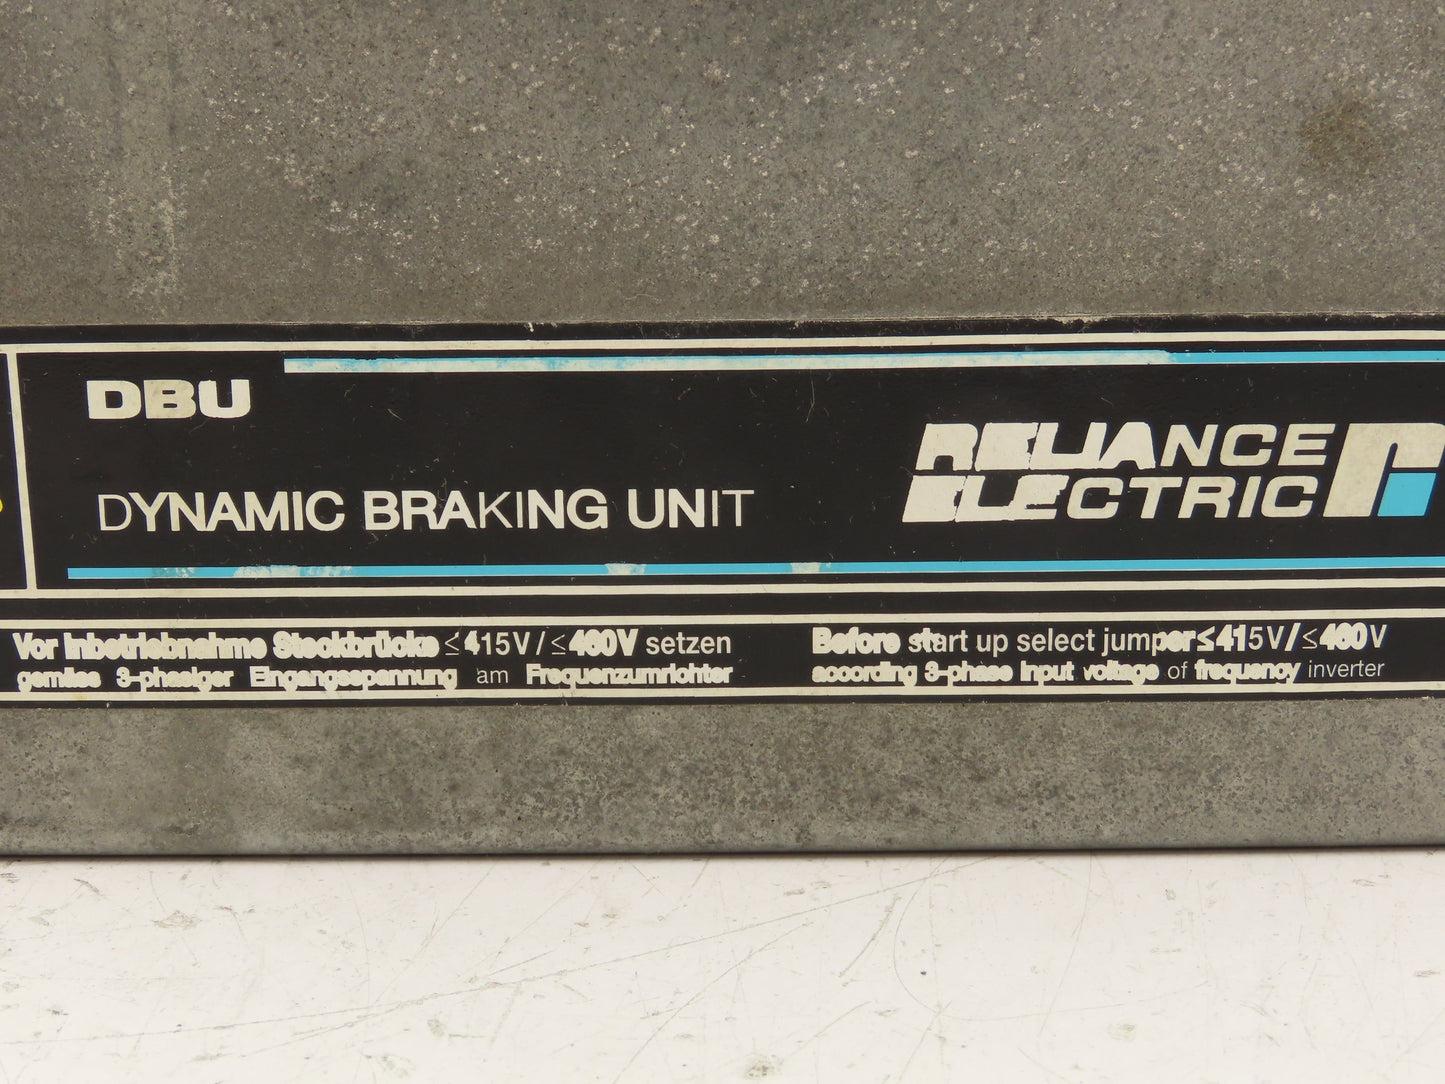 DBU
DYNAMIC BRAKING UNIT
RELIANCE
ELECTRIC
Vor Inbetriebnahme Steckbrücke ≤415V/≤460V setzen
gemäss 3-phasiger Eingangsspannung am Frequenzumrichter
Before start up select jumper≤415V/≤460V
according 3-phase input voltage of frequency inverter